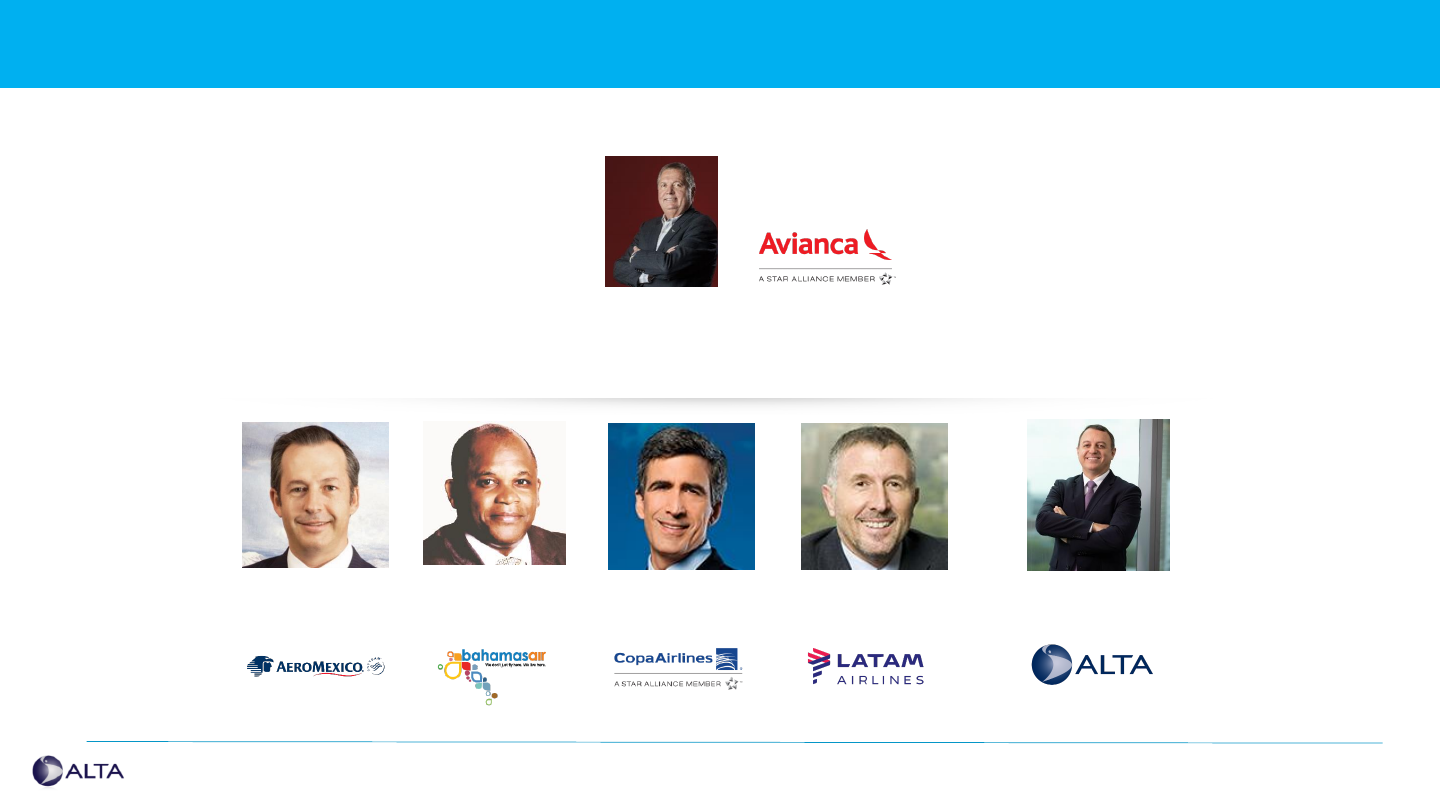 Avianca
A STAR ALLIANCE MEMBER
AEROMEXICO
bahamasair
We don't just fly here. We Are here.
CopaAirlines
A STAR ALLIANCE MEMBER
LATAM
AIRLINES
ALTA
ALTA